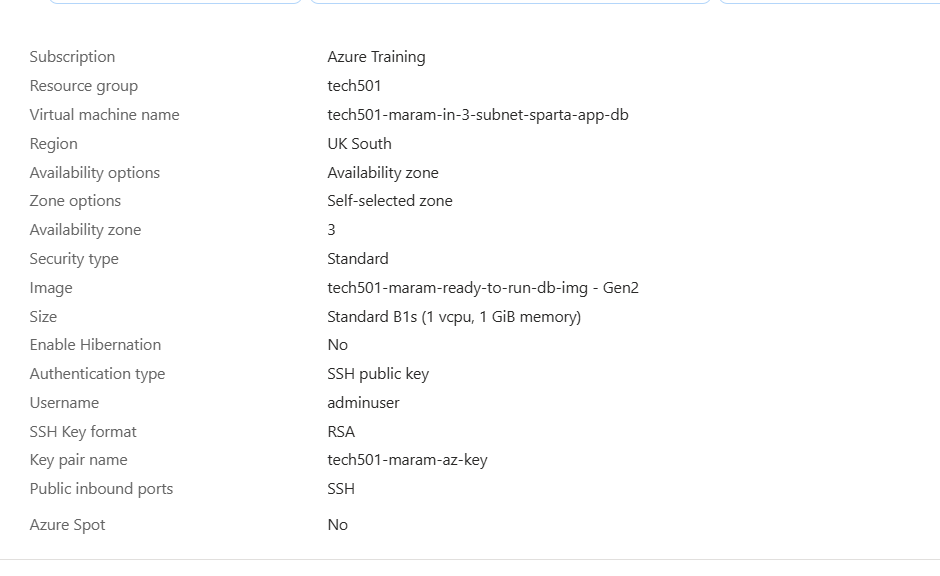 Subscription Azure Training
Resource group tech501
Virtual machine name tech501-maram-in-3-subnet-sparta-app-db
Region UK South
Availability options Availability zone
Zone options Self-selected zone
Availability zone 3
Security type Standard
Image tech501-maram-ready-to-run-db-img - Gen2
Size Standard B1s (1 vcpu, 1 GiB memory)
Enable Hibernation No
Authentication type SSH public key
Username adminuser
SSH Key format RSA
Key pair name tech501-maram-az-key
Public inbound ports SSH
Azure Spot No